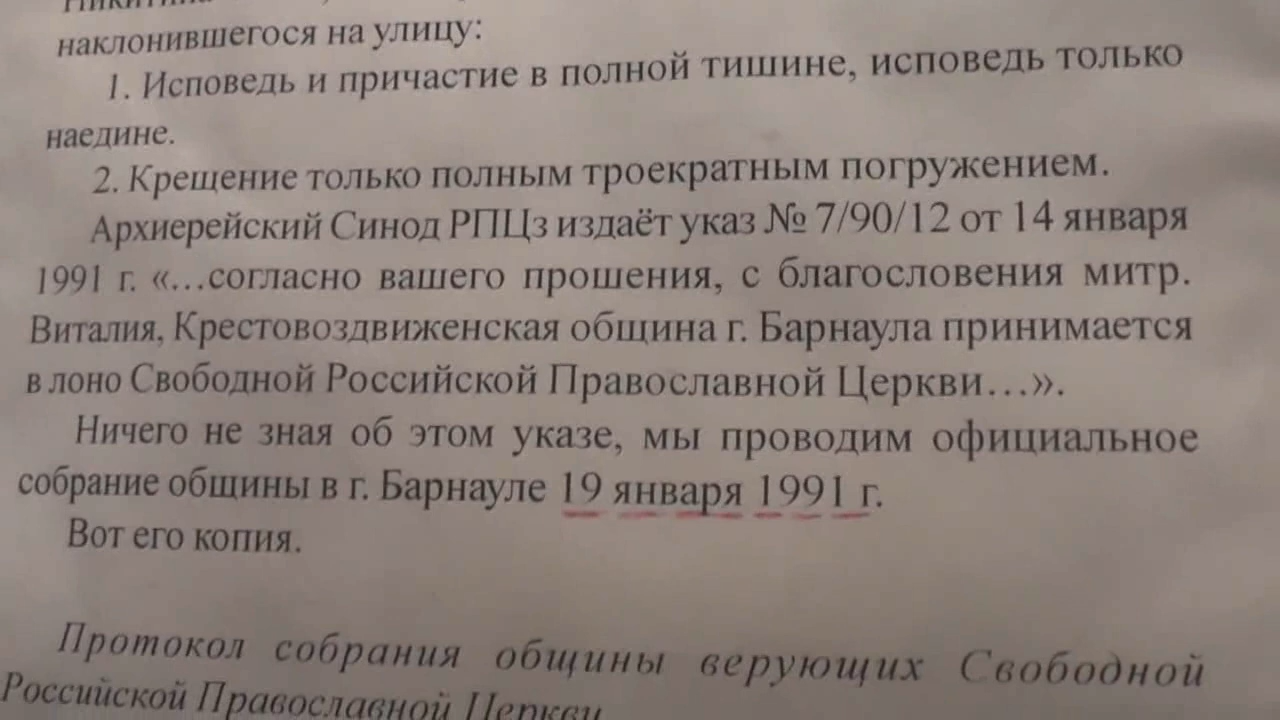 наклонившегося на улицу:
1. Исповедь и причастие в полной тишине, исповедь только
наедине.
2. Крещение только полным троекратным погружением.
Архиерейский Синод РПЦз издаёт указ № 7/90/12 от 14 января
1991 г. «…согласно вашего прошения, с благословения митр.
Виталия, Крестовоздвиженская община г. Барнаула принимается
в лоно Свободной Российской Православной Церкви…».
Ничего не зная об этом указе, мы проводим официальное
собрание общины в г. Барнауле 19 января 1991 г.
Вот его копия.
Протокол собрания общины верующих Свободной
Российской Православной Церкви